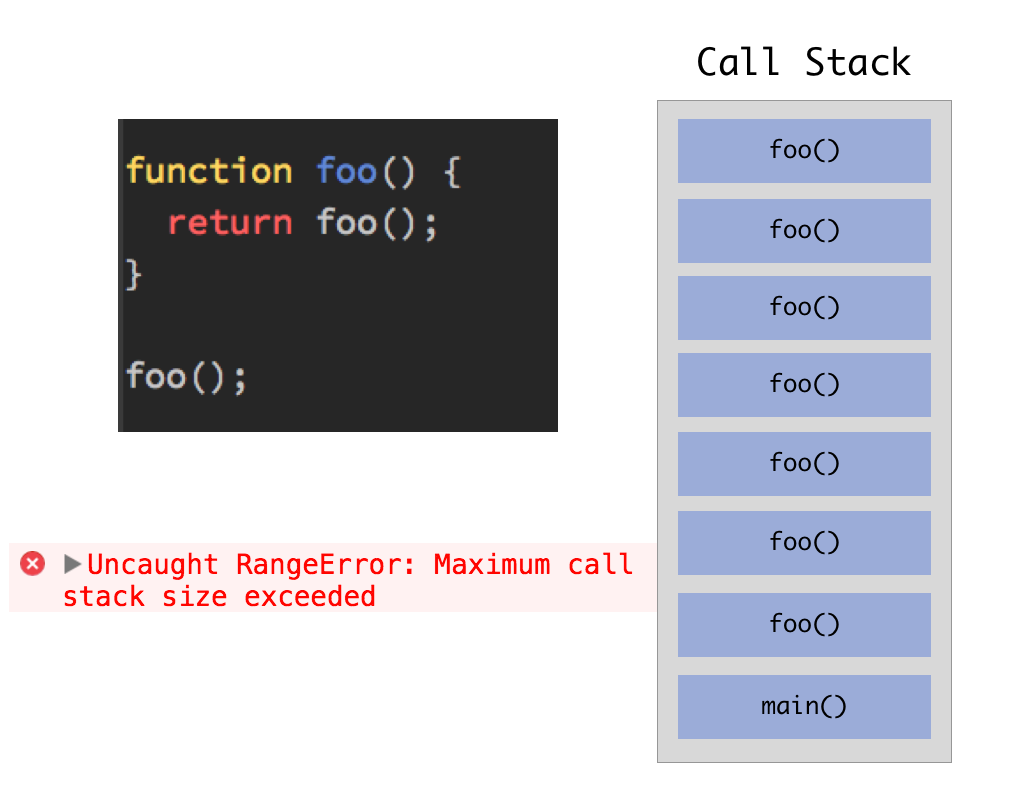 Call Stack
function foo() {
  return foo();
}
foo();
Uncaught RangeError: Maximum call
stack size exceeded
foo()
foo()
foo()
foo()
foo()
foo()
foo()
main()